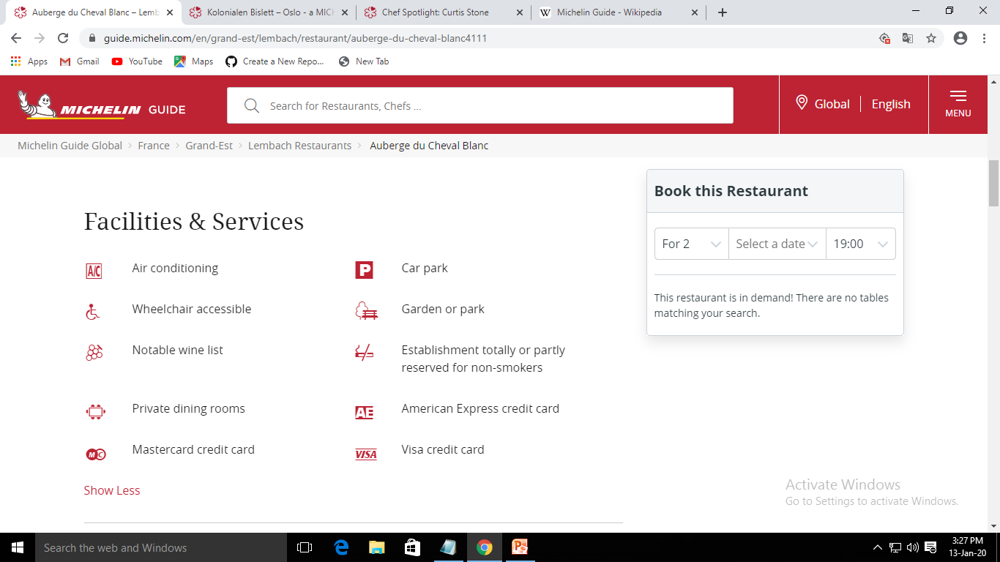 Auberge du Cheval Blanc – Lemb
Kolonialen Bislett – Oslo - a MICH
Chef Spotlight: Curtis Stone
W Michelin Guide - Wikipedia
guide.michelin.com/en/grand-est/lembach/restaurant/auberge-du-cheval-blanc4111
Apps Gmail YouTube Maps Create a New Repo... New Tab
MICHELIN GUIDE
Search for Restaurants, Chefs ...
Global English
MENU
Michelin Guide Global France Grand-Est Lembach Restaurants Auberge du Cheval Blanc
Book this Restaurant
For 2 Select a date 19:00
This restaurant is in demand! There are no tables
matching your search.
Facilities & Services
A/C Air conditioning
P Car park
Wheelchair accessible
Garden or park
Notable wine list
Establishment totally or partly
reserved for non-smokers
Private dining rooms
AE American Express credit card
MC Mastercard credit card
VISA Visa credit card
Show Less
Activate Windows
Go to Settings to activate Windows.
Search the web and Windows
3:27 PM
13-Jan-20